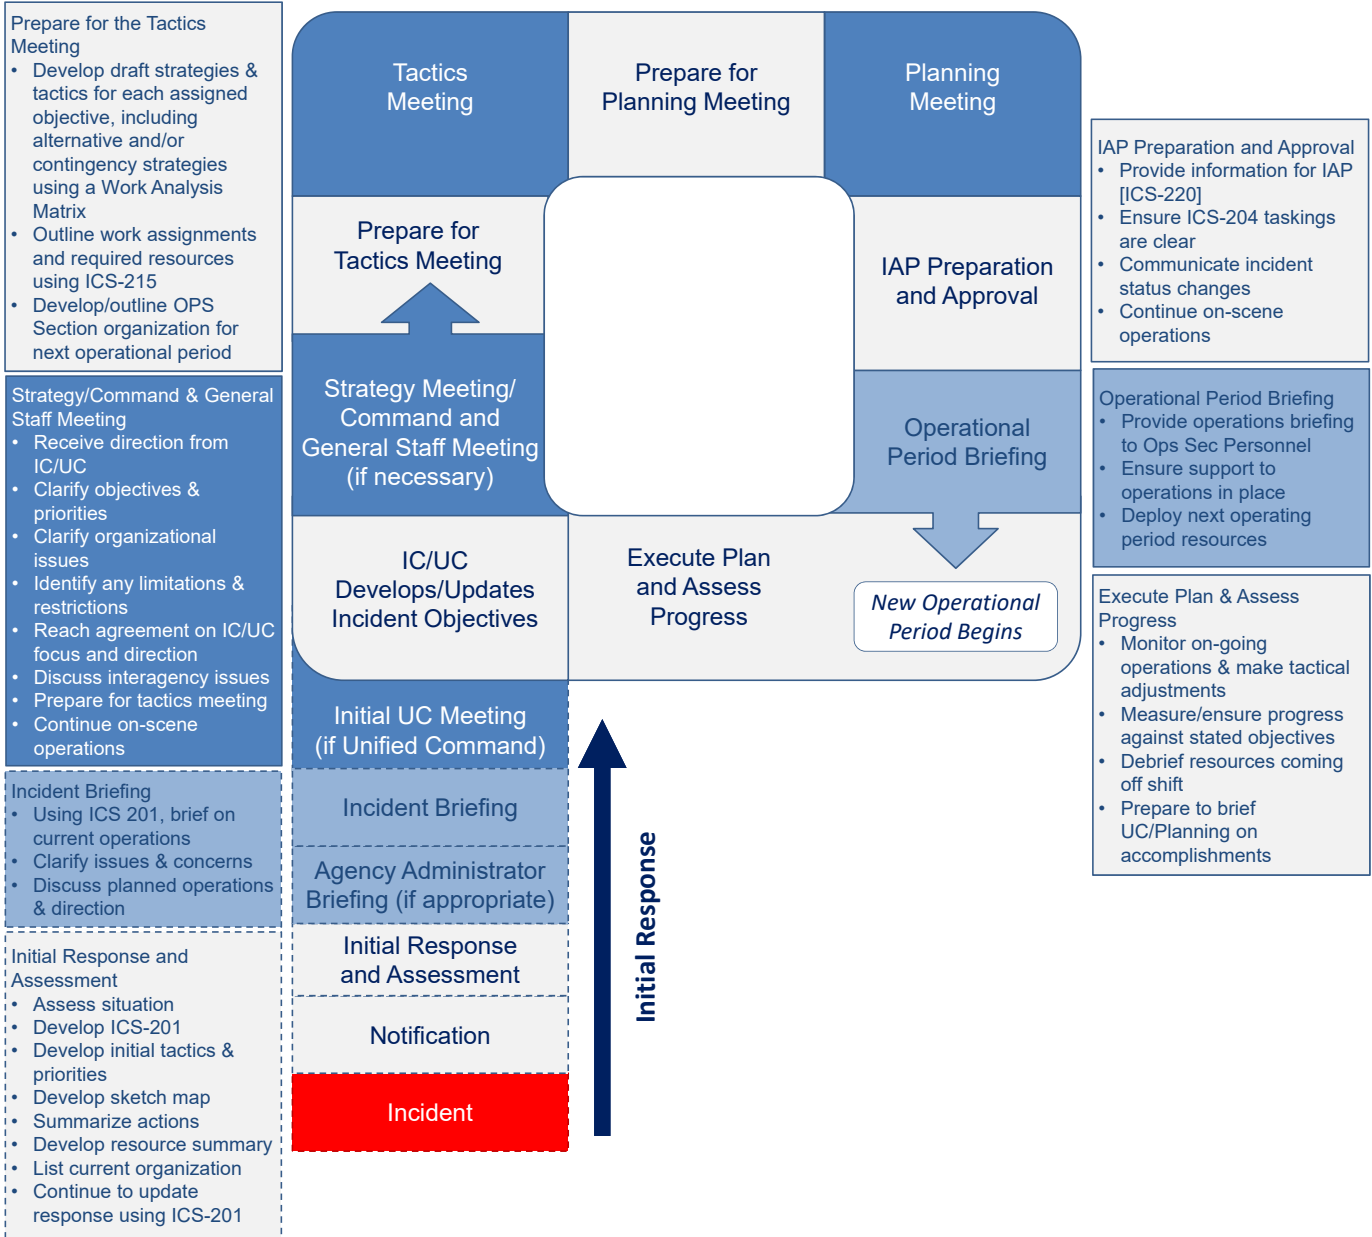 Prepare for the Tactics
Meeting
• Develop draft strategies &
tactics for each assigned
objective, including
alternative and/or
contingency strategies
using a Work Analysis
Matrix
• Outline work assignments
and required resources
using ICS-215
• Develop/outline OPS
Section organization for
next operational period
Strategy/Command & General
Staff Meeting
• Receive direction from
IC/UC
• Clarify objectives &
priorities
• Clarify organizational
issues
• Identify any limitations &
restrictions
• Reach agreement on IC/UC
focus and direction
• Discuss interagency issues
• Prepare for tactics meeting
• Continue on-scene
operations
Incident Briefing
• Using ICS 201, brief on
current operations
• Clarify issues & concerns
• Discuss planned operations
& direction
Initial Response and
Assessment
• Assess situation
• Develop ICS-201
• Develop initial tactics &
priorities
• Develop sketch map
• Summarize actions
• Develop resource summary
• List current organization
• Continue to update
response using ICS-201
Tactics
Meeting
Prepare for
Planning Meeting
Planning
Meeting
Prepare for
Tactics Meeting
IAP Preparation
and Approval
Strategy Meeting/
Command and
General Staff Meeting
(if necessary)
Operational
Period Briefing
IC/UC
Develops/Updates
Incident Objectives
Execute Plan
and Assess
Progress
New Operational
Period Begins
Initial UC Meeting
(if Unified Command)
Incident Briefing
Agency Administrator
Briefing (if appropriate)
Initial Response
and Assessment
Notification
Incident
Initial Response
IAP Preparation and Approval
• Provide information for IAP
[ICS-220]
• Ensure ICS-204 taskings
are clear
• Communicate incident
status changes
• Continue on-scene
operations
Operational Period Briefing
• Provide operations briefing
to Ops Sec Personnel
• Ensure support to
operations in place
• Deploy next operating
period resources
Execute Plan & Assess
Progress
• Monitor on-going
operations & make tactical
adjustments
• Measure/ensure progress
against stated objectives
• Debrief resources coming
off shift
• Prepare to brief
UC/Planning on
accomplishments